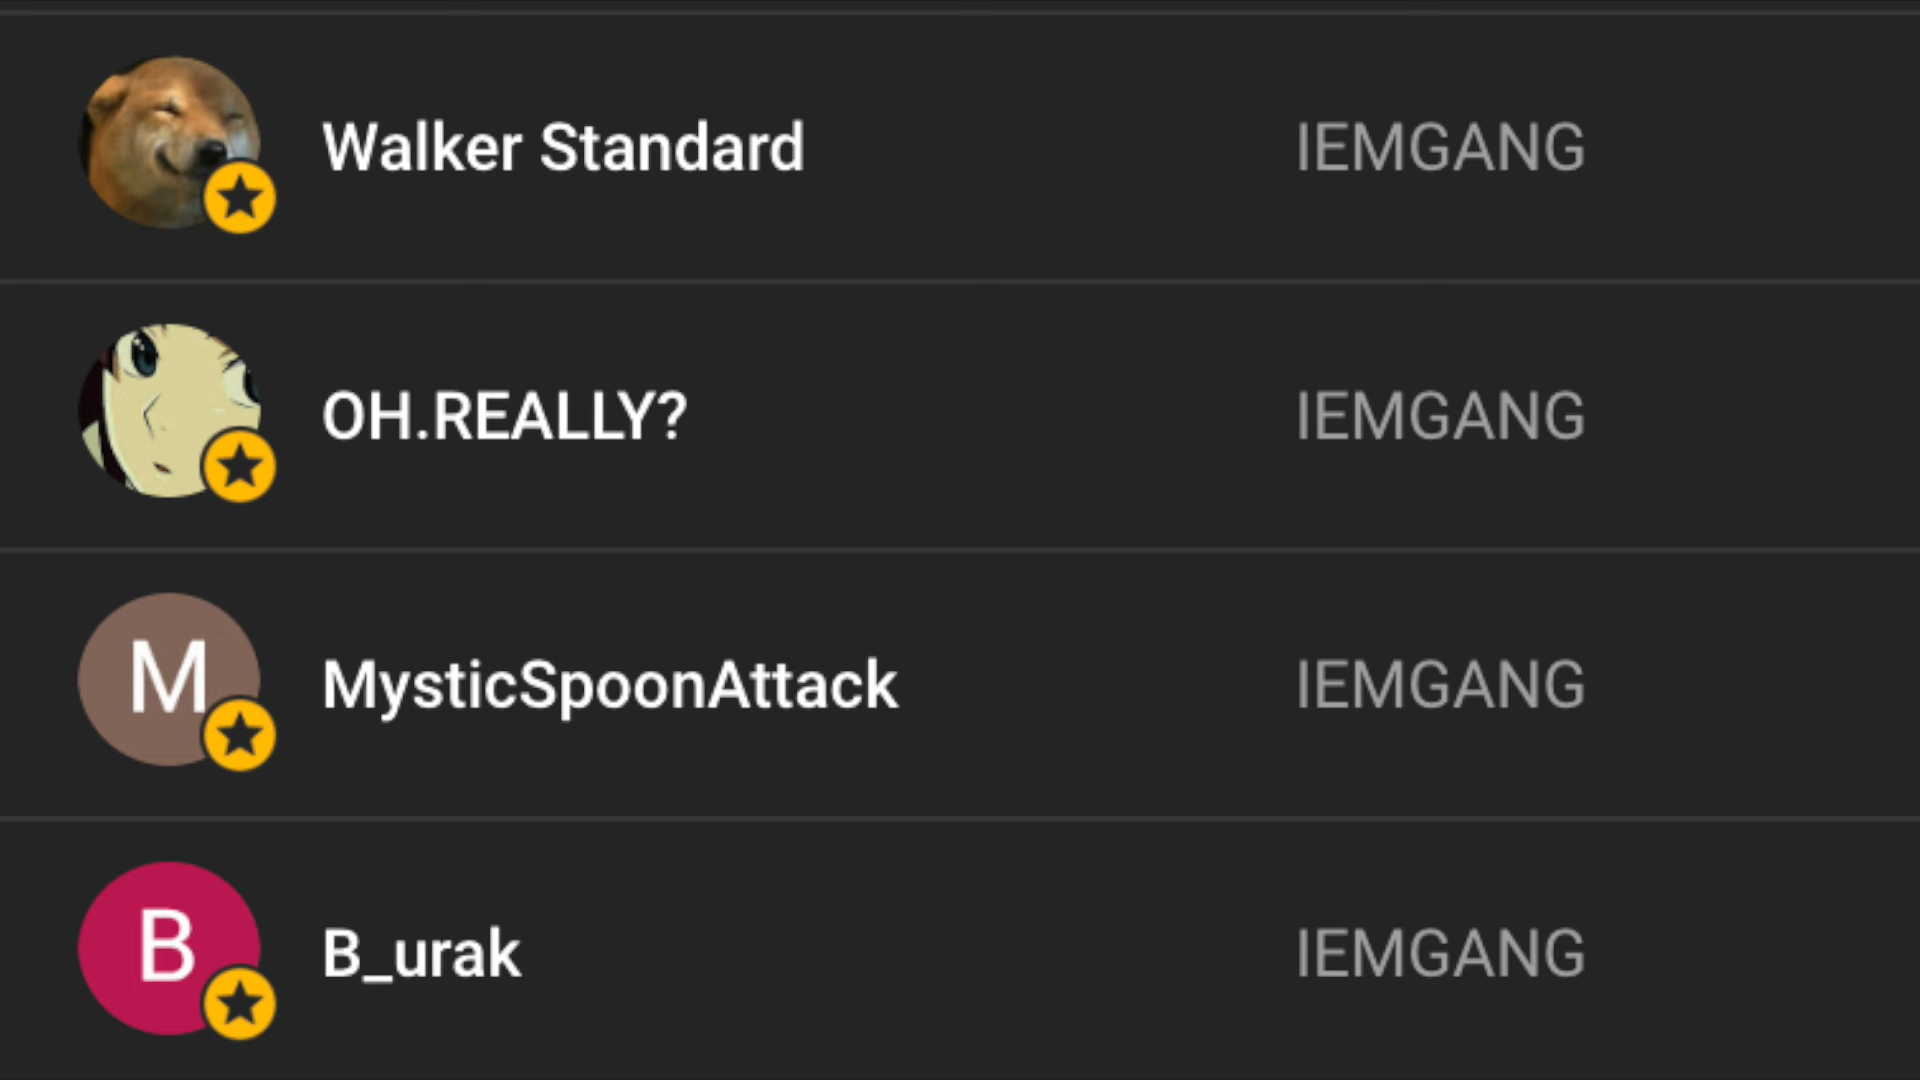 Walker Standard IEMGANG
OH.REALLY? IEMGANG
M MysticSpoonAttack IEMGANG
B B_urak IEMGANG